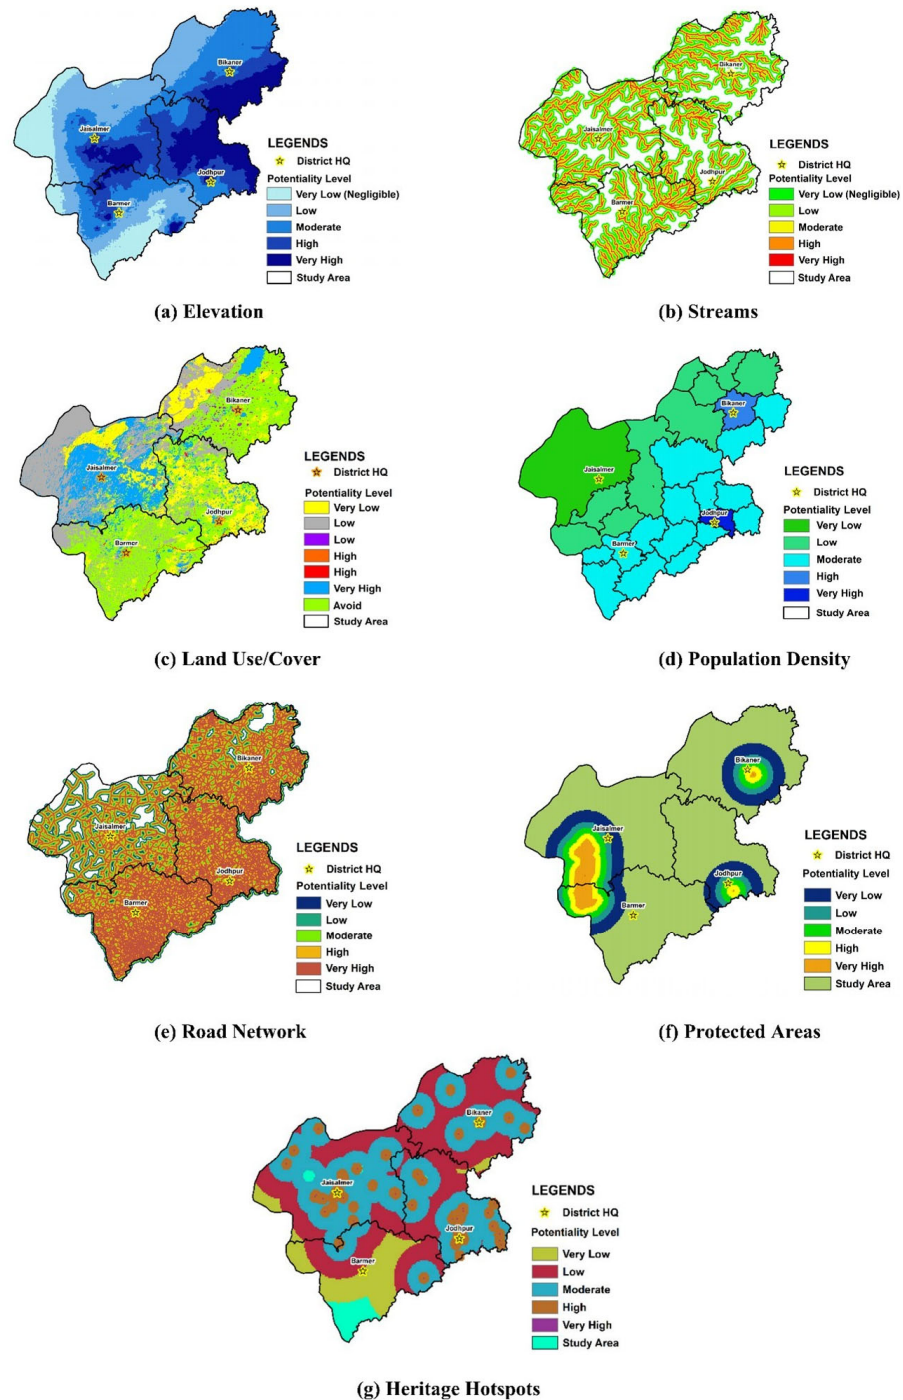 Bikaner
Jaisalmer
Jodhpur
Barmer
LEGENDS
District HQ
Potentiality Level
Very Low (Negligible)
Low
Moderate
High
Very High
Study Area
(a) Elevation
Bikaner
Jaisalmer
Jodhpur
Barmer
LEGENDS
District HQ
Potentiality Level
Very Low (Negligible)
Low
Moderate
High
Very High
Study Area
(b) Streams
Bikaner
Jaisalmer
Jodhpur
Barmer
LEGENDS
District HQ
Potentiality Level
Very Low
Low
Low
High
High
Very High
Avoid
Study Area
(c) Land Use/Cover
Bikaner
Jaisalmer
Jodhpur
Barmer
LEGENDS
District HQ
Potentiality Level
Very Low
Low
Moderate
High
Very High
Study Area
(d) Population Density
Bikaner
Jaisalmer
Jodhpur
Barmer
LEGENDS
District HQ
Potentiality Level
Very Low
Low
Moderate
High
Very High
Study Area
(e) Road Network
Bikaner
Jaisalmer
Jodhpur
Barmer
LEGENDS
District HQ
Potentiality Level
Very Low
Low
Moderate
High
Very High
Study Area
(f) Protected Areas
Bikaner
Jaisalmer
Jodhpur
Barmer
LEGENDS
District HQ
Potentiality Level
Very Low
Low
Moderate
High
Very High
Study Area
(g) Heritage Hotspots